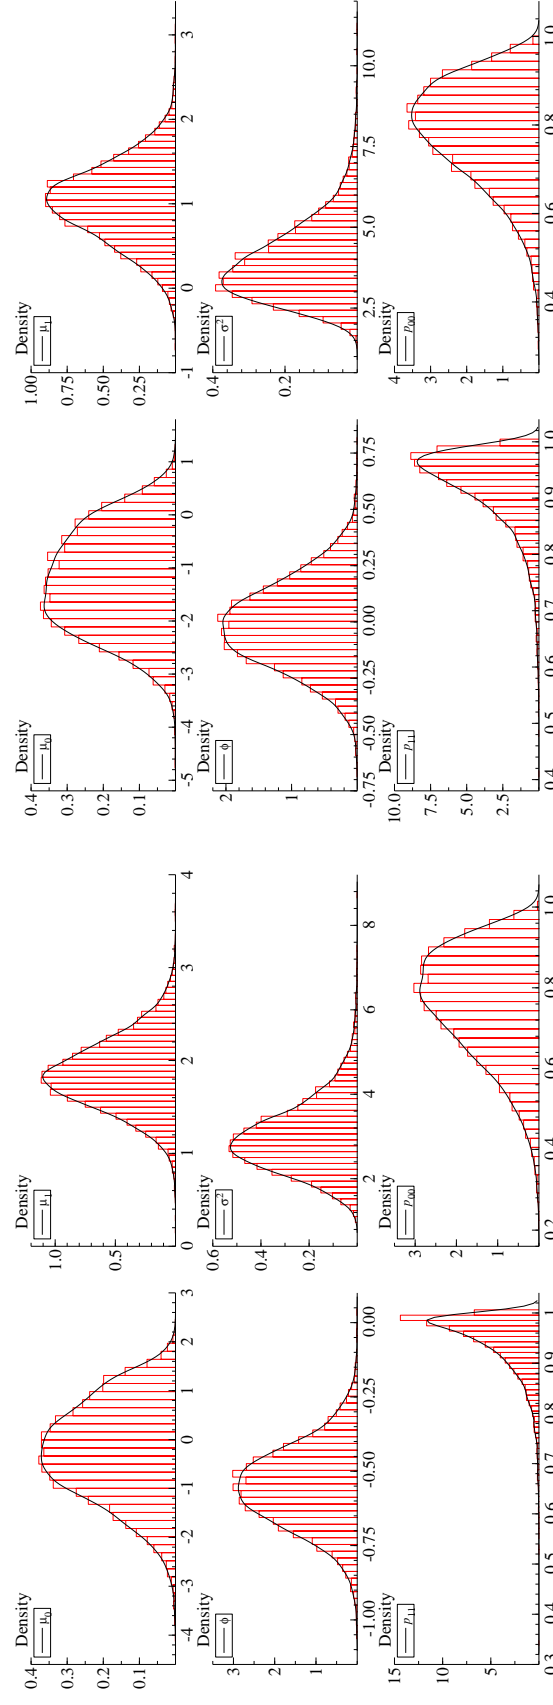 Density
μ₀
0.4
0.3
0.2
0.1
-4 -3 -2 -1 0 1 2 3
Density
μ₁
1.0
0.5
0 1 2 3 4
Density
μ₀
0.4
0.3
0.2
0.1
-5 -4 -3 -2 -1 0 1
Density
μ₁
1.00
0.75
0.50
0.25
-1 0 1 2 3
Density
ϕ
3
2
1
-1.00 -0.75 -0.50 -0.25 0.00
Density
σ²
0.6
0.4
0.2
2 4 6 8
Density
ϕ
2
1
-0.75 -0.50 -0.25 0.00 0.25 0.50 0.75
Density
σ²
0.4
0.2
2.5 5.0 7.5 10.0
Density
p₁₁
15
10
5
0.3 0.4 0.5 0.6 0.7 0.8 0.9 1
Density
p₀₀
3
2
1
0.2 0.4 0.6 0.8 1.0
Density
p₁₁
10.0
7.5
5.0
2.5
0.4 0.5 0.6 0.7 0.8 0.9 1.0
Density
p₀₀
4
3
2
1
0.4 0.6 0.8 1.0